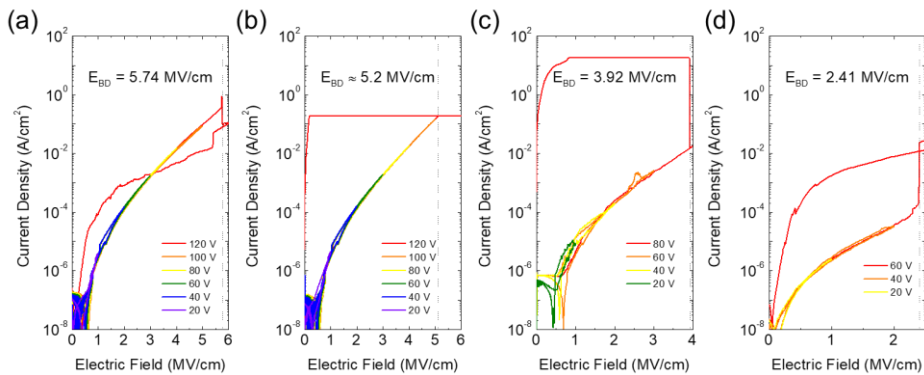 (a)
E_BD = 5.74 MV/cm
Current Density (A/cm²)
10² 10⁰ 10⁻² 10⁻⁴ 10⁻⁶ 10⁻⁸
120 V
100 V
80 V
60 V
40 V
20 V
0 1 2 3 4 5 6
Electric Field (MV/cm)
(b)
E_BD ≈ 5.2 MV/cm
Current Density (A/cm²)
10² 10⁰ 10⁻² 10⁻⁴ 10⁻⁶ 10⁻⁸
120 V
100 V
80 V
60 V
40 V
20 V
0 1 2 3 4 5 6
Electric Field (MV/cm)
(c)
E_BD = 3.92 MV/cm
Current Density (A/cm²)
10² 10⁰ 10⁻² 10⁻⁴ 10⁻⁶ 10⁻⁸
80 V
60 V
40 V
20 V
0 1 2 3 4
Electric Field (MV/cm)
(d)
E_BD = 2.41 MV/cm
Current Density (A/cm²)
10² 10⁰ 10⁻² 10⁻⁴ 10⁻⁶ 10⁻⁸
60 V
40 V
20 V
0 1 2
Electric Field (MV/cm)